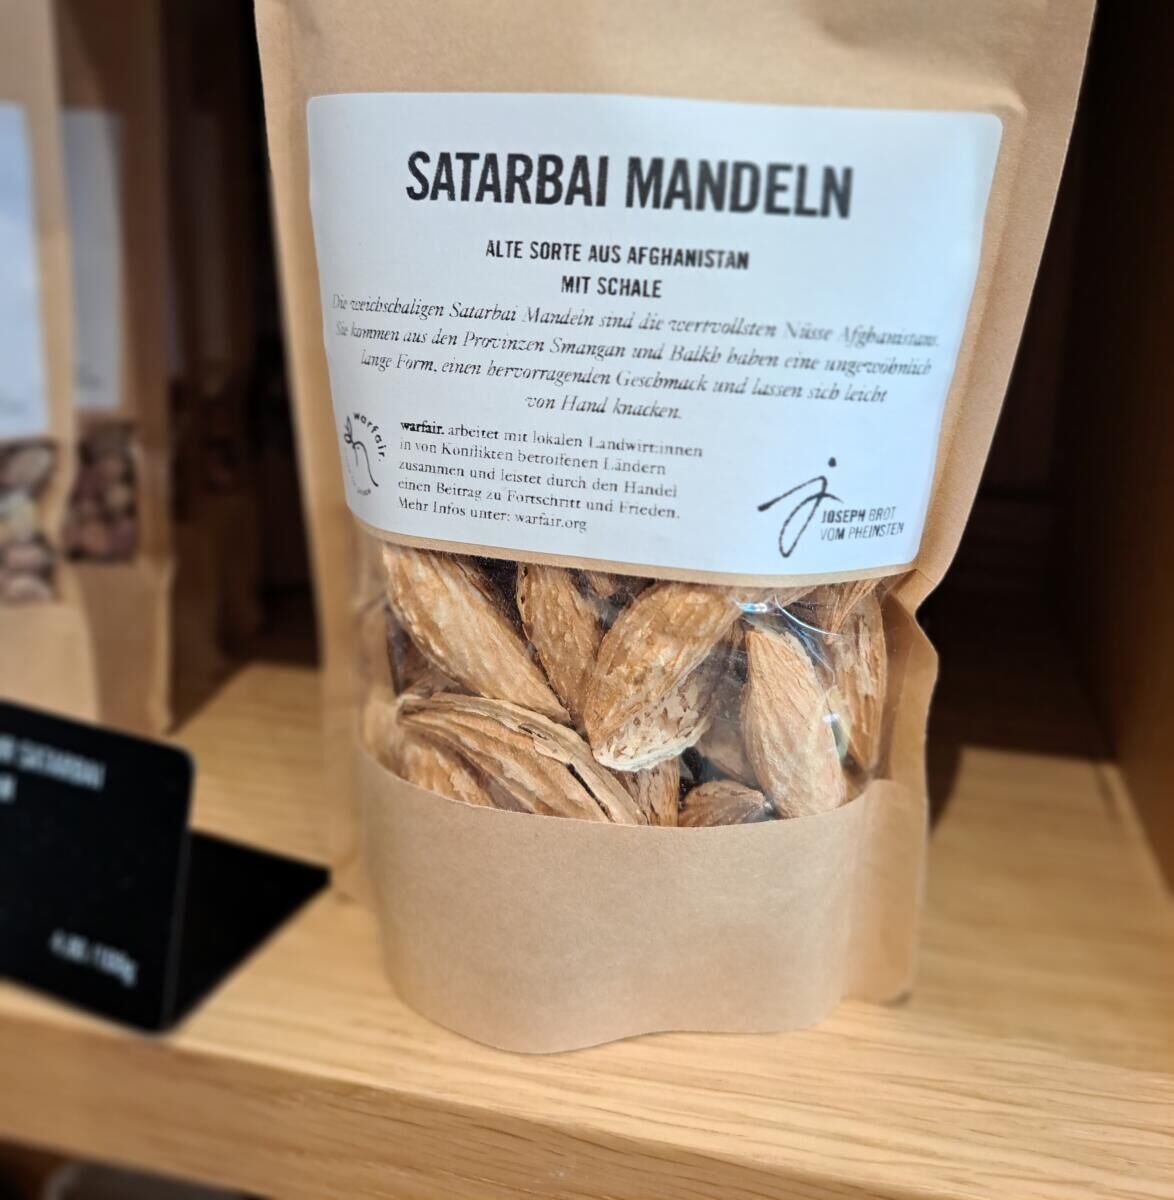 SATARBAI MANDELN
ALTE SORTE AUS AFGHANISTAN
MIT SCHALE
Die weichschaligen Satarbai Mandeln sind die wertvollsten Nüsse Afghanistans.
Sie kommen aus den Provinzen Smangan und Balkh haben eine ungewöhnlich
lange Form, einen hervorragenden Geschmack und lassen sich leicht
von Hand knacken.
warfair.
warfair. arbeitet mit lokalen Landwirt:innen
in von Konflikten betroffenen Ländern
zusammen und leistet durch den Handel
einen Beitrag zu Fortschritt und Frieden.
Mehr Infos unter: warfair.org
JOSEPH BROT
VOM PHEINSTEN
SATARBAI